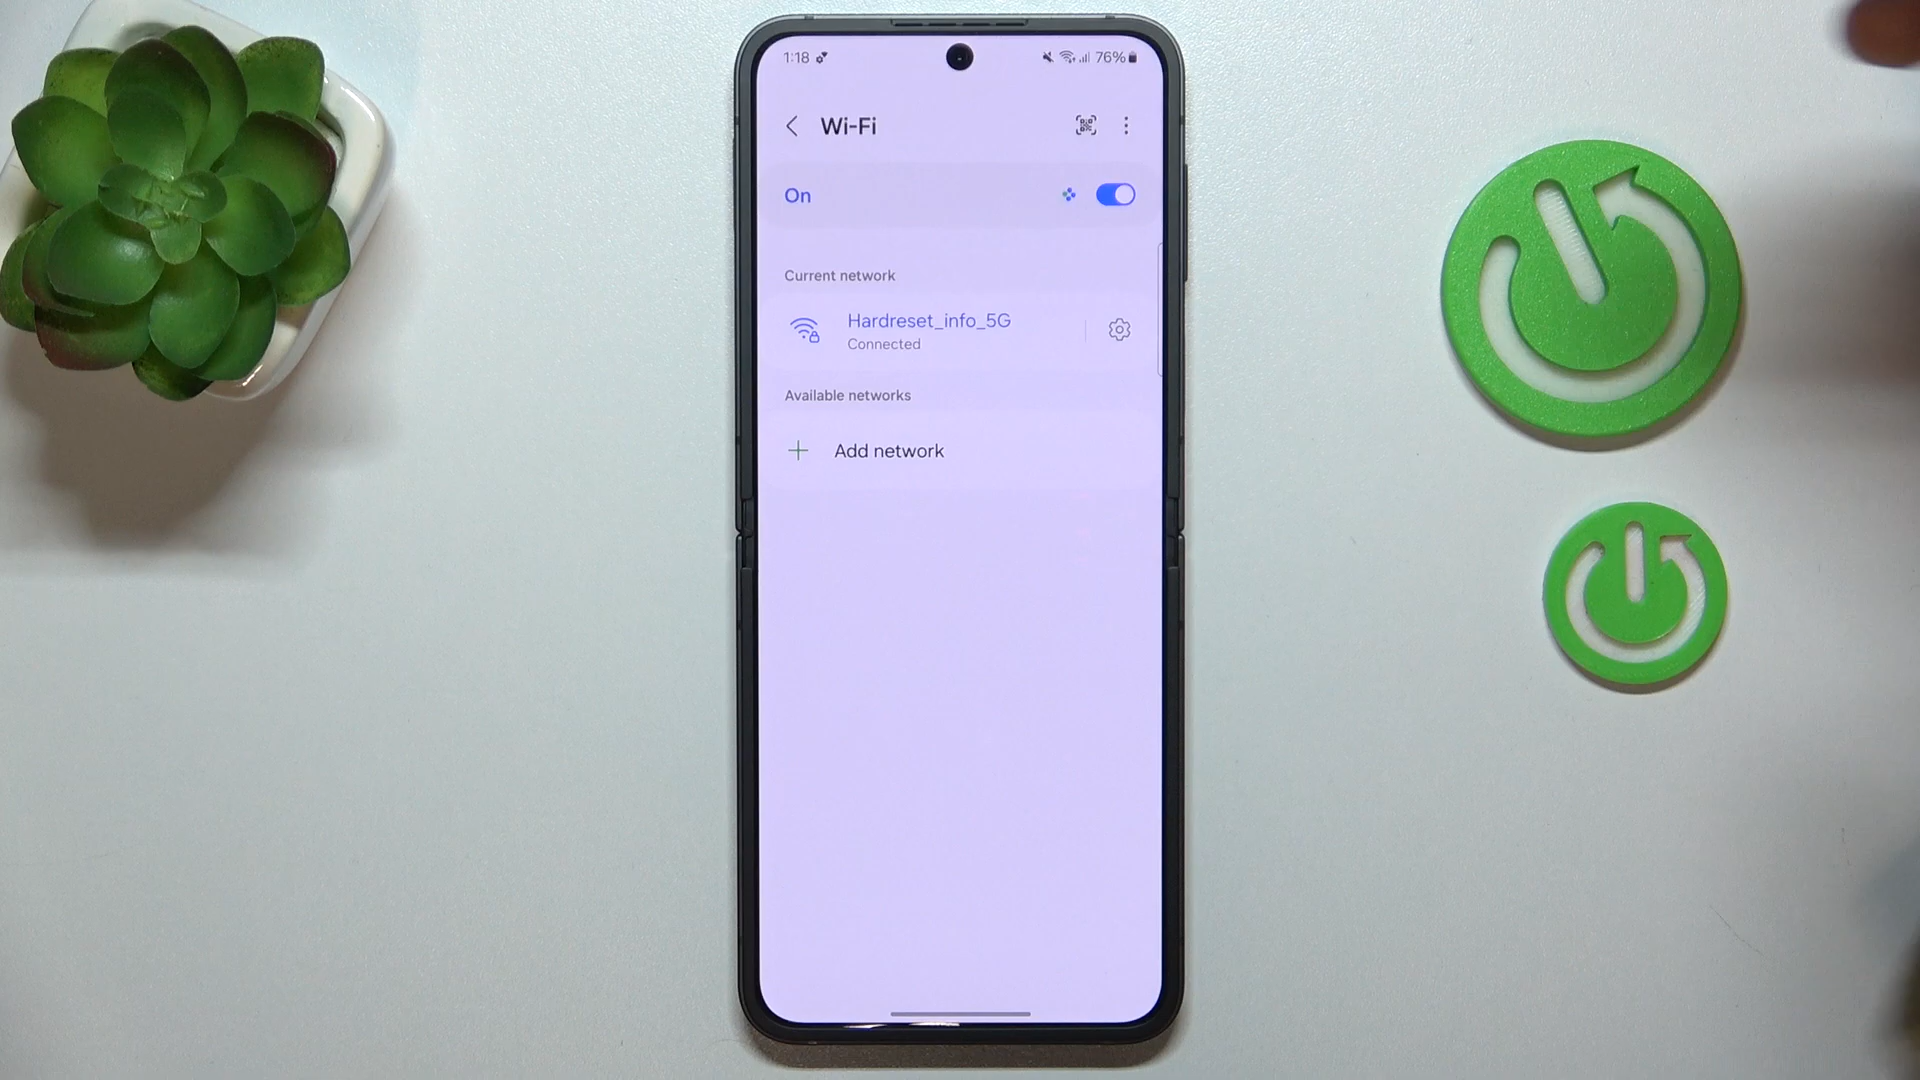 1:18
76%
Wi-Fi
On
Current network
Hardreset_info_5G
Connected
Available networks
Add network